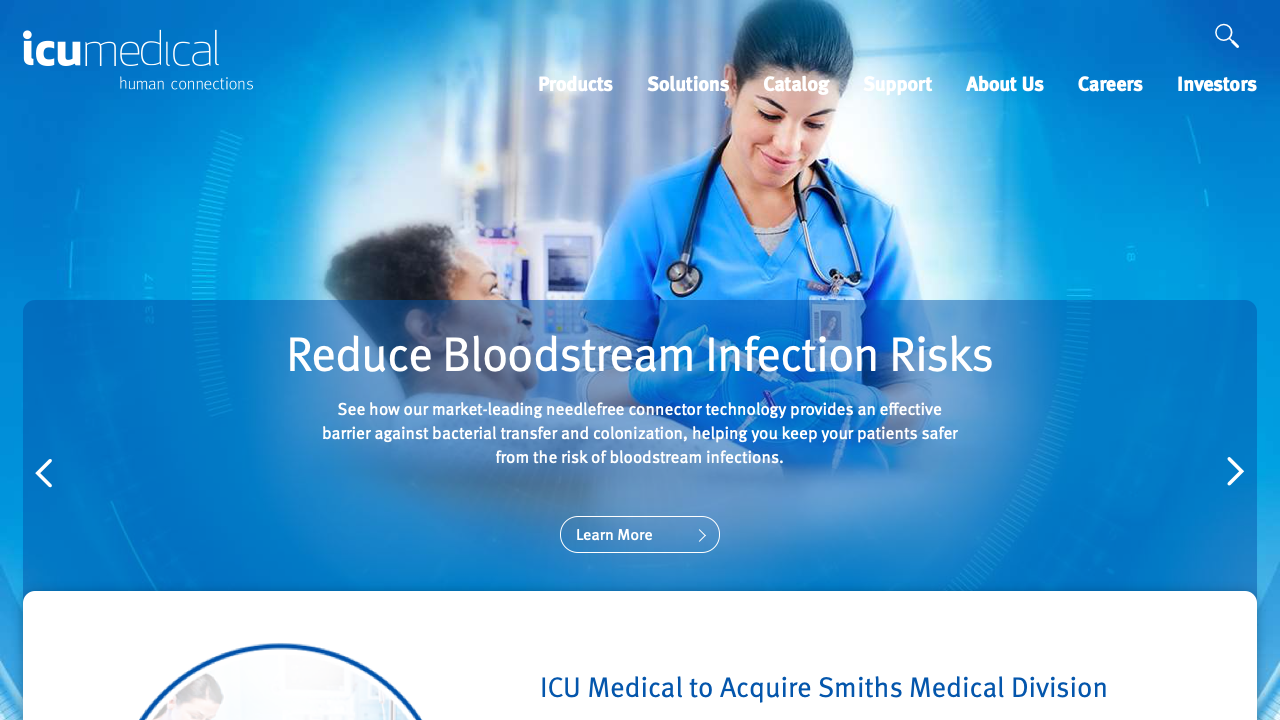 icumedical
human connections
Products Solutions Catalog Support About Us Careers Investors
Reduce Bloodstream Infection Risks
See how our market-leading needlefree connector technology provides an effective
barrier against bacterial transfer and colonization, helping you keep your patients safer
from the risk of bloodstream infections.
Learn More
ICU Medical to Acquire Smiths Medical Division